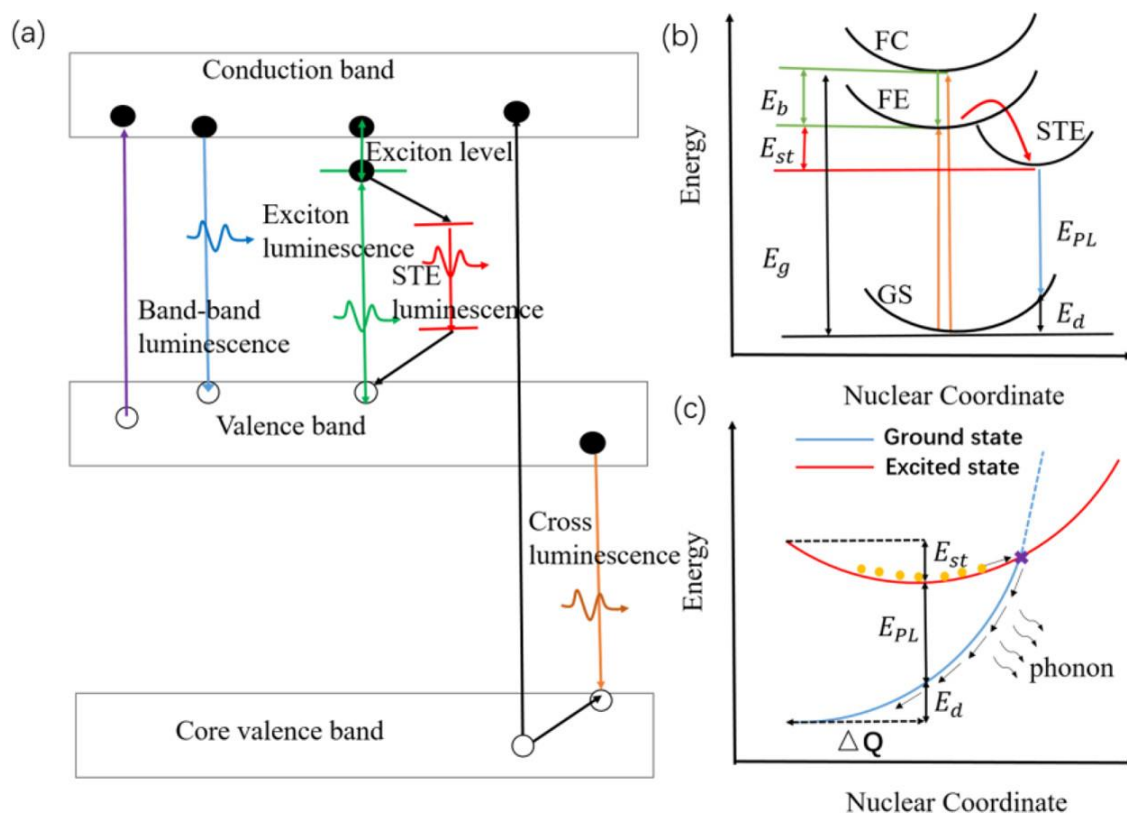 (a)
Conduction band
Exciton level
Exciton
luminescence
STE
luminescence
Band-band
luminescence
Valence band
Cross
luminescence
Core valence band
(b)
FC
FE
STE
GS
E_b
E_st
E_g
E_PL
E_d
Energy
Nuclear Coordinate
(c)
Ground state
Excited state
E_st
E_PL
E_d
phonon
△Q
Energy
Nuclear Coordinate